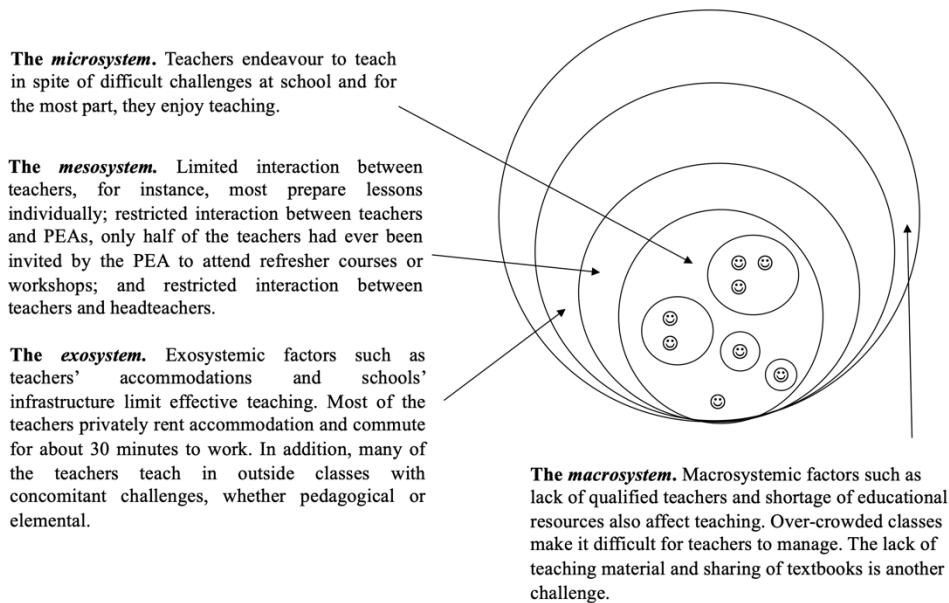 The microsystem. Teachers endeavour to teach
in spite of difficult challenges at school and for
the most part, they enjoy teaching.
The mesosystem. Limited interaction between
teachers, for instance, most prepare lessons
individually; restricted interaction between teachers
and PEAs, only half of the teachers had ever been
invited by the PEA to attend refresher courses or
workshops; and restricted interaction between
teachers and headteachers.
The exosystem. Exosystemic factors such as
teachers’ accommodations and schools’
infrastructure limit effective teaching. Most of the
teachers privately rent accommodation and commute
for about 30 minutes to work. In addition, many of
the teachers teach in outside classes with
concomitant challenges, whether pedagogical or
elemental.
The macrosystem. Macrosystemic factors such as
lack of qualified teachers and shortage of educational
resources also affect teaching. Over-crowded classes
make it difficult for teachers to manage. The lack of
teaching material and sharing of textbooks is another
challenge.